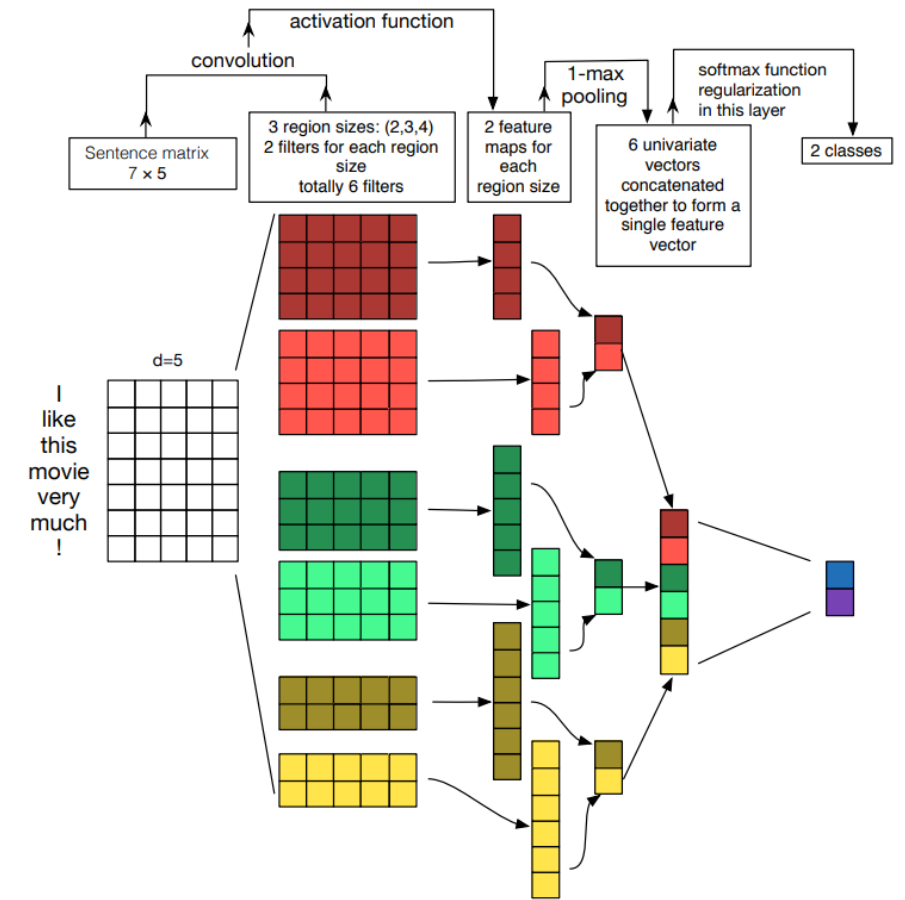 activation function
convolution
1-max
pooling
softmax function
regularization
in this layer
Sentence matrix
7 × 5
3 region sizes: (2,3,4)
2 filters for each region
size
totally 6 filters
2 feature
maps for
each
region size
6 univariate
vectors
concatenated
together to form a
single feature
vector
2 classes
d=5
I
like
this
movie
very
much
!